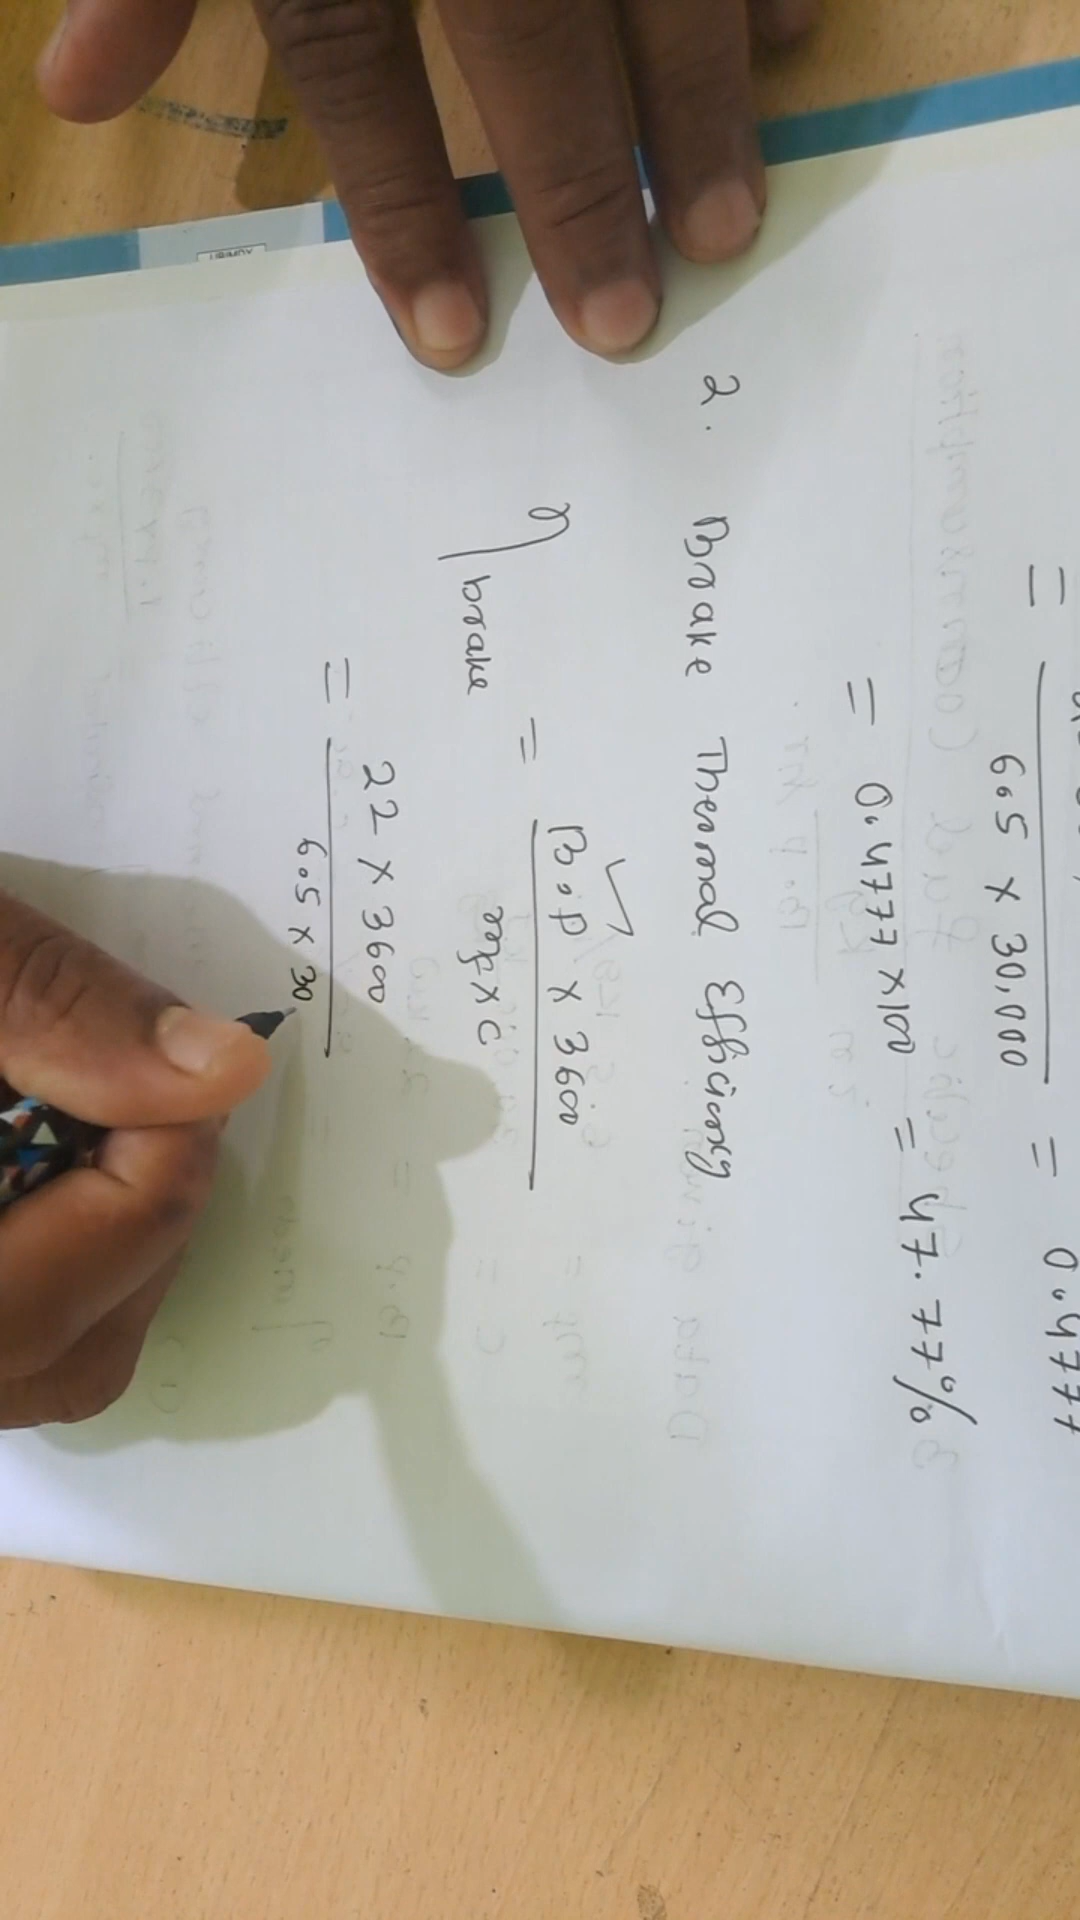 = 6.5 × 30,000 = 0.4777
= 0.4777 ×100 = 47.77%
2. Brake Thermal Efficiency
η brake = B.P × 3600
mf × C
= 22 × 3600
6.5 × 30